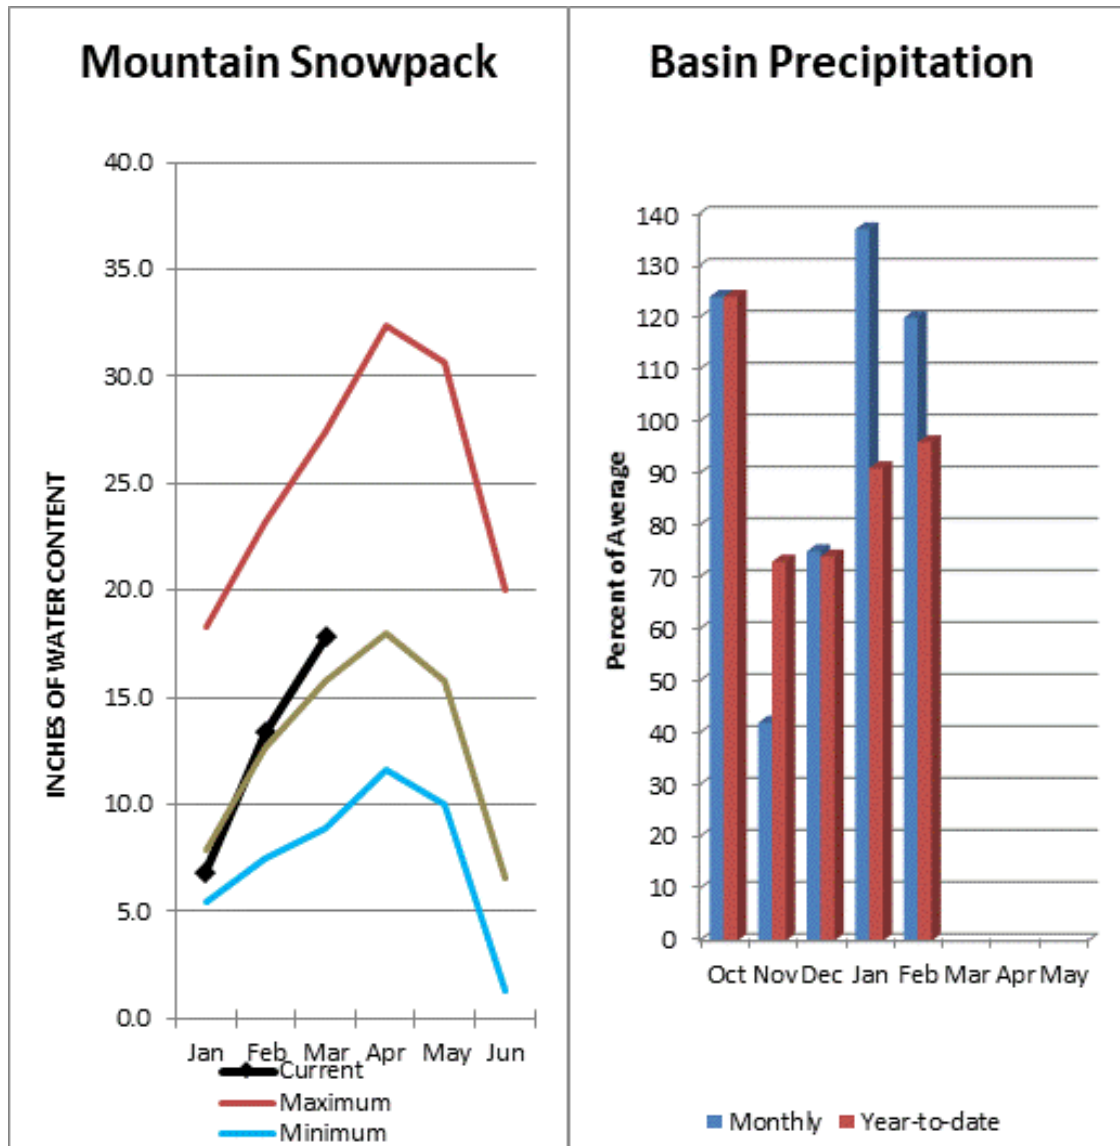 Mountain Snowpack
INCHES OF WATER CONTENT
40.0
35.0
30.0
25.0
20.0
15.0
10.0
5.0
0.0
Jan Feb Mar Apr May Jun
Current
Maximum
Minimum
Basin Precipitation
Percent of Average
140
130
120
110
100
90
80
70
60
50
40
30
20
10
0
Oct Nov Dec Jan Feb Mar Apr May
Monthly Year-to-date